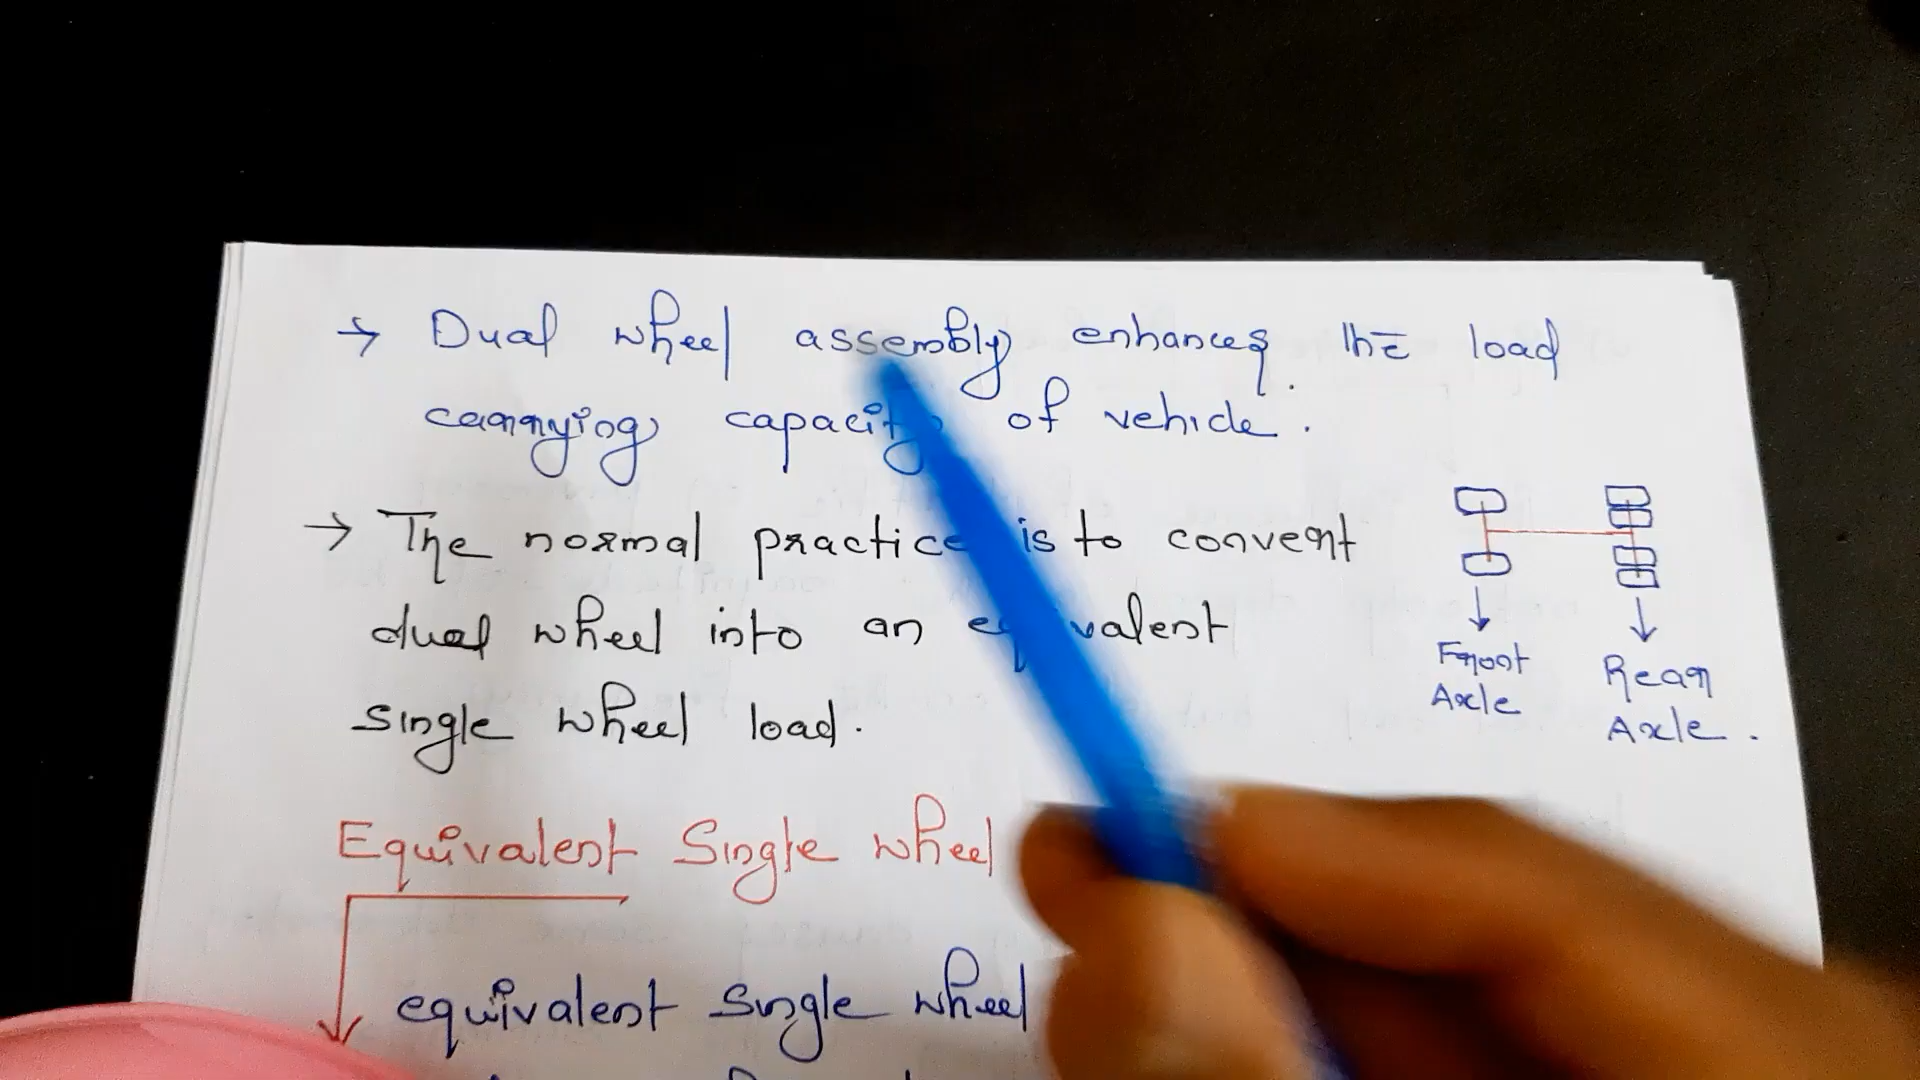 → Dual wheel assembly enhances the load
carrying capacity of vehicle.
→ The normal practice is to convert
dual wheel into an equivalent
single wheel load.
Front
Axle
Rear
Axle.
Equivalent Single wheel
equivalent single wheel